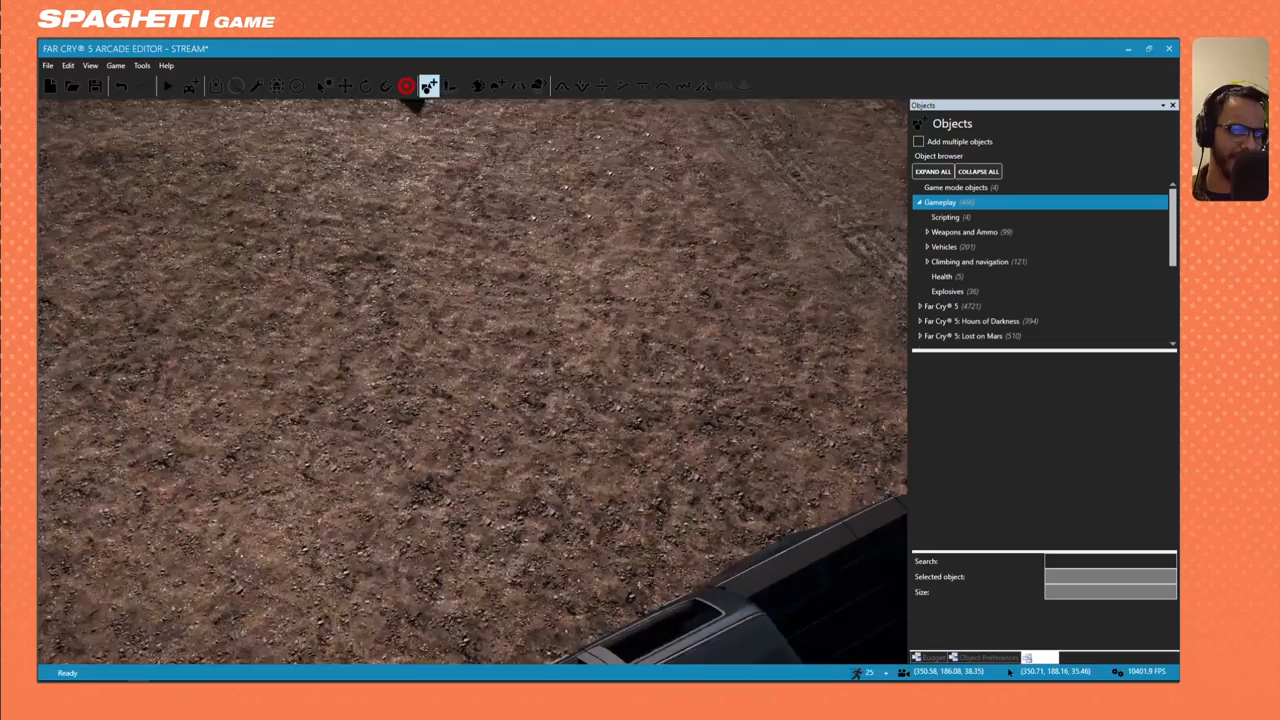 SPAGHETTI GAME
FAR CRY® 5 ARCADE EDITOR - STREAM*
File Edit View Game Tools Help
Objects
Objects
Add multiple objects
Object browser
EXPAND ALL COLLAPSE ALL
Game mode objects (4)
Gameplay (466)
Scripting (4)
Weapons and Ammo (99)
Vehicles (201)
Climbing and navigation (121)
Health (5)
Explosives (36)
Far Cry® 5 (4721)
Far Cry® 5: Hours of Darkness (394)
Far Cry® 5: Lost on Mars (510)
Search:
Selected object:
Size:
Budget Object Preferences
Ready 25 (350.58, 186.08, 38.35) (350.71, 188.16, 35.46) 10401.9 FPS